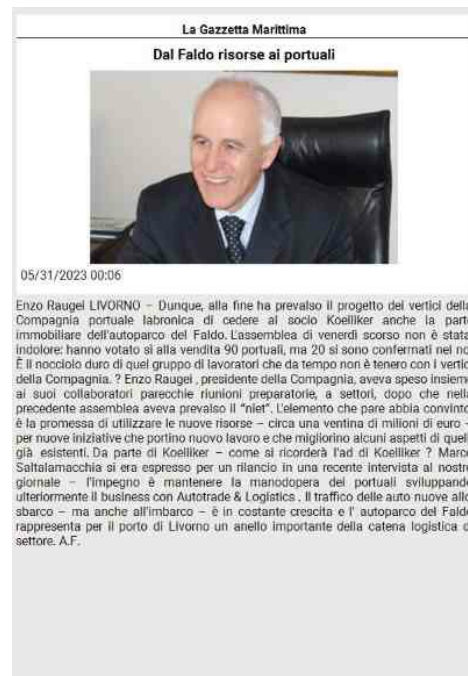 La Gazzetta Marittima
Dal Faldo risorse ai portuali
05/31/2023 00:06
Enzo Raugei LIVORNO – Dunque, alla fine ha prevalso il progetto dei vertici della
Compagnia portuale labronica di cedere al socio Koelliker anche la parte
immobiliare dell'autoparco del Faldo. L'assemblea di venerdì scorso non è stata
indolore: hanno votato sì alla vendita 90 portuali, ma 20 si sono confermati nel no.
È il nocciolo duro di quel gruppo di lavoratori che da tempo non è tenero con i vertici
della Compagnia. ? Enzo Raugei , presidente della Compagnia, aveva speso insieme
ai suoi collaboratori parecchie riunioni preparatorie, a settori, dopo che nella
precedente assemblea aveva prevalso il "niet". L'elemento che pare abbia convinto
è la promessa di utilizzare le nuove risorse – circa una ventina di milioni di euro –
per nuove iniziative che portino nuovo lavoro e che migliorino alcuni aspetti di quelli
già esistenti. Da parte di Koelliker – come si ricorderà l'ad di Koelliker ? Marco
Saltalamacchia si era espresso per un rilancio in una recente intervista al nostro
giornale – l'impegno è mantenere la manodopera dei portuali sviluppando
ulteriormente il business con Autotrade & Logistics . Il traffico delle auto nuove allo
sbarco – ma anche all'imbarco – è in costante crescita e l' autoparco del Faldo
rappresenta per il porto di Livorno un anello importante della catena logistica di
settore. A.F.